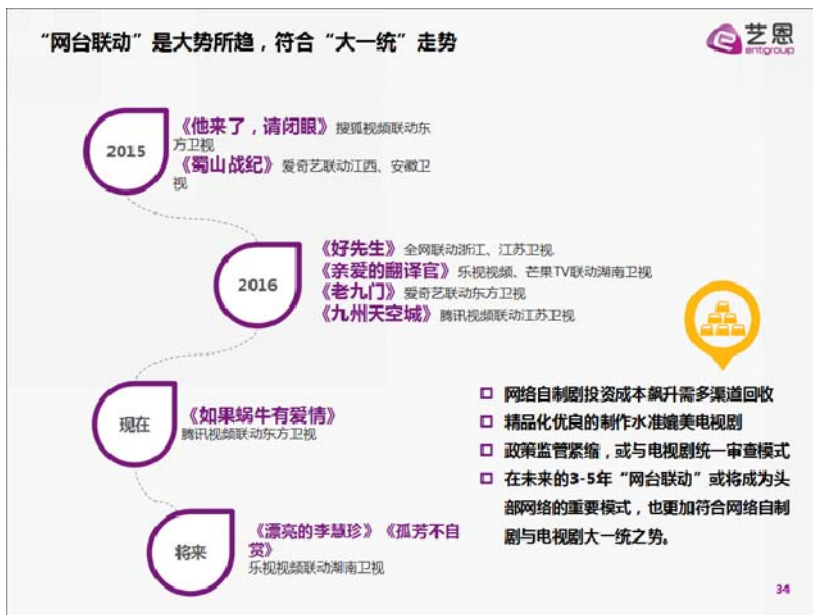 “网台联动”是大势所趋，符合“大一统”走势
艺恩
entgroup
2015
《他来了，请闭眼》搜狐视频联动东
方卫视
《蜀山战纪》爱奇艺联动江西、安徽卫
视
2016
《好先生》全网联动浙江、江苏卫视、
《亲爱的翻译官》乐视视频、芒果TV联动湖南卫视
《老九门》爱奇艺联动东方卫视
《九州天空城》腾讯视频联动江苏卫视
现在
《如果蜗牛有爱情》
腾讯视频联动东方卫视
将来
《漂亮的李慧珍》《孤芳不自
赏》
乐视视频联动湖南卫视
网络自制剧投资成本飙升需多渠道回收
精品化优良的制作水准媲美电视剧
政策监管紧缩，或与电视剧统一审查模式
在未来的3-5年“网台联动”或将成为头
部网络的重要模式，也更加符合网络自制
剧与电视剧大一统之势。
34